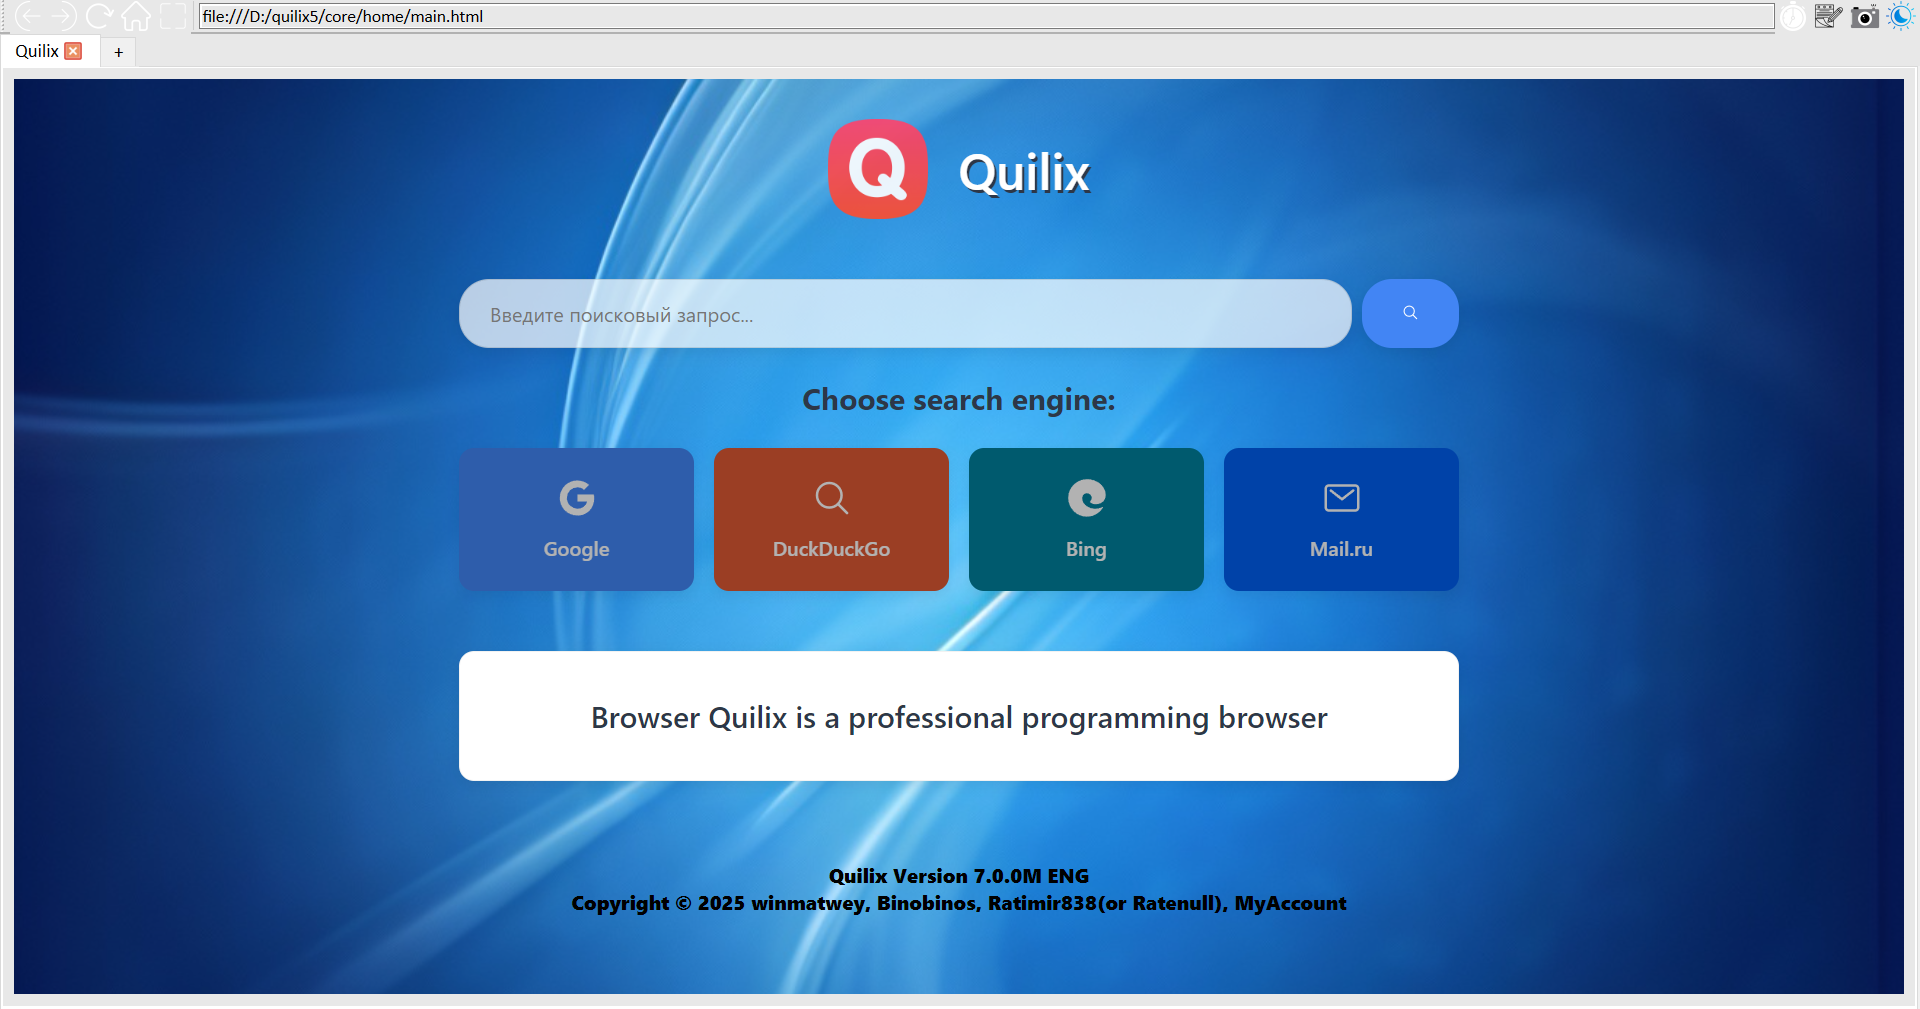 file:///D:/quilix5/core/home/main.html
Quilix
+
Q Quilix
Введите поисковый запрос...
Choose search engine:
Google
DuckDuckGo
Bing
Mail.ru
Browser Quilix is a professional programming browser
Quilix Version 7.0.0M ENG
Copyright © 2025 winmatwey, Binobinos, Ratimir838(or Ratenull), MyAccount